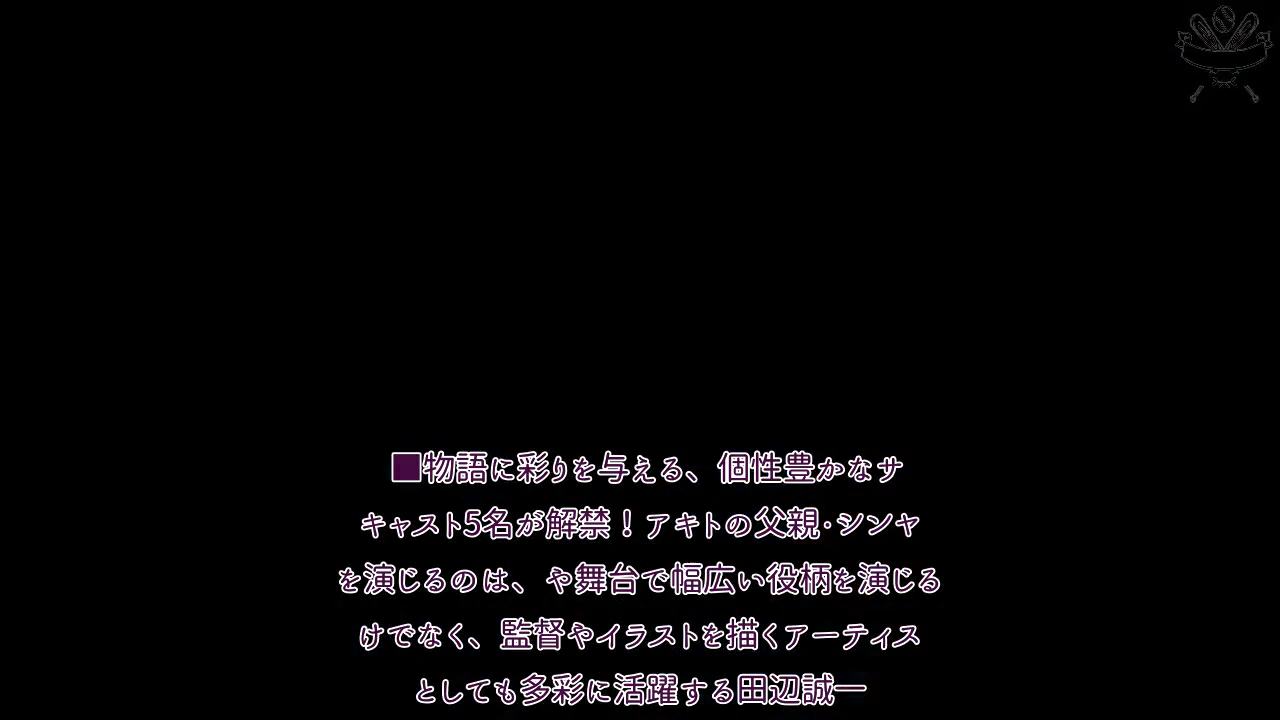 ■物語に彩りを与える、個性豊かなサ
キャスト5名が解禁！アキトの父親・シンヤ
を演じるのは、や舞台で幅広い役柄を演じる
けでなく、監督やイラストを描くアーティス
としても多彩に活躍する田辺誠一